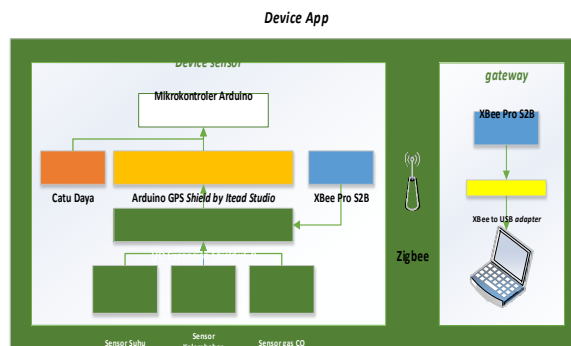 Device App
Device sensor
gateway
Mikrokontroler Arduino
XBee Pro S2B
Catu Daya
Arduino GPS Shield by Itead Studio
XBee Pro S2B
XBee to USB adapter
Zigbee
Sensor Suhu
Sensor
Sensor gas CO